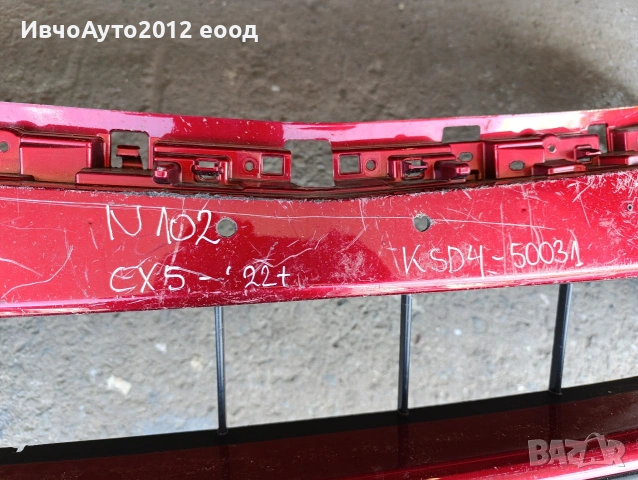 ИвчоАуто2012 еоод
N102
CX5-'22+
KSD4-50031
BAZAR